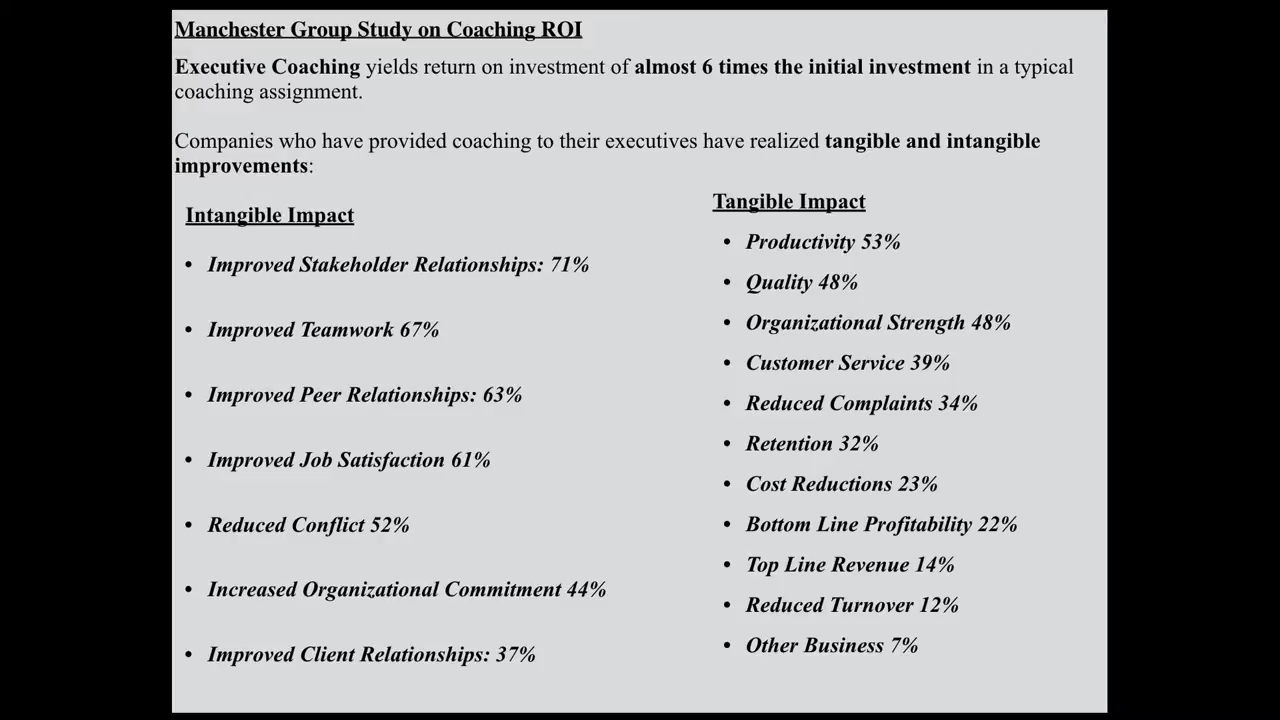 Manchester Group Study on Coaching ROI
Executive Coaching yields return on investment of almost 6 times the initial investment in a typical
coaching assignment.
Companies who have provided coaching to their executives have realized tangible and intangible
improvements:
Intangible Impact
• Improved Stakeholder Relationships: 71%
• Improved Teamwork 67%
• Improved Peer Relationships: 63%
• Improved Job Satisfaction 61%
• Reduced Conflict 52%
• Increased Organizational Commitment 44%
• Improved Client Relationships: 37%
Tangible Impact
• Productivity 53%
• Quality 48%
• Organizational Strength 48%
• Customer Service 39%
• Reduced Complaints 34%
• Retention 32%
• Cost Reductions 23%
• Bottom Line Profitability 22%
• Top Line Revenue 14%
• Reduced Turnover 12%
• Other Business 7%